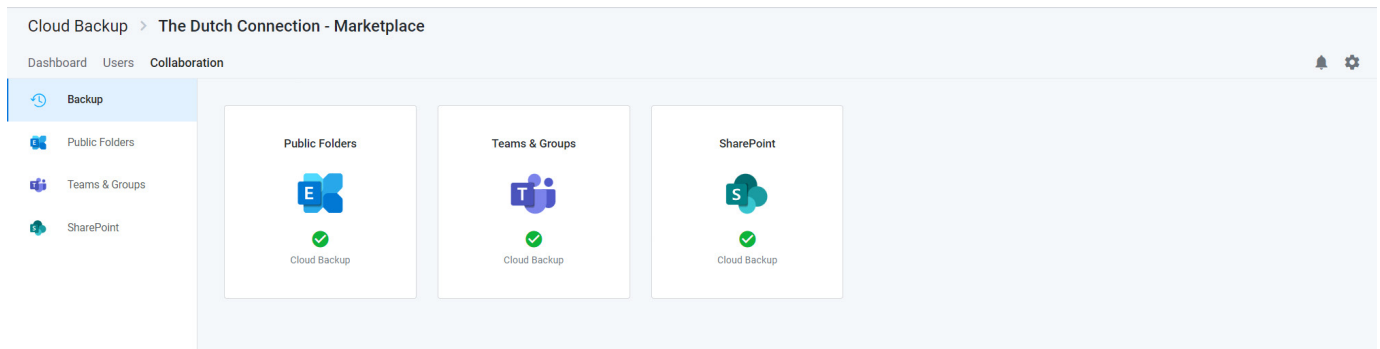 Cloud Backup > The Dutch Connection - Marketplace
Dashboard Users Collaboration
Backup
Public Folders
Teams & Groups
SharePoint
Public Folders
E
Cloud Backup
Teams & Groups
T
Cloud Backup
SharePoint
S
Cloud Backup